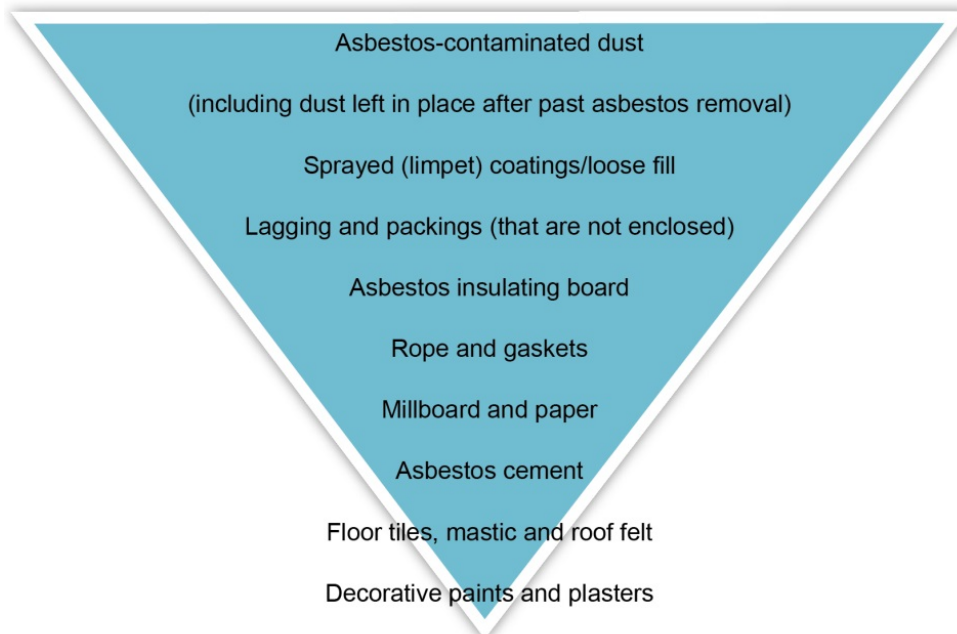 Asbestos-contaminated dust
(including dust left in place after past asbestos removal)
Sprayed (limpet) coatings/loose fill
Lagging and packings (that are not enclosed)
Asbestos insulating board
Rope and gaskets
Millboard and paper
Asbestos cement
Floor tiles, mastic and roof felt
Decorative paints and plasters